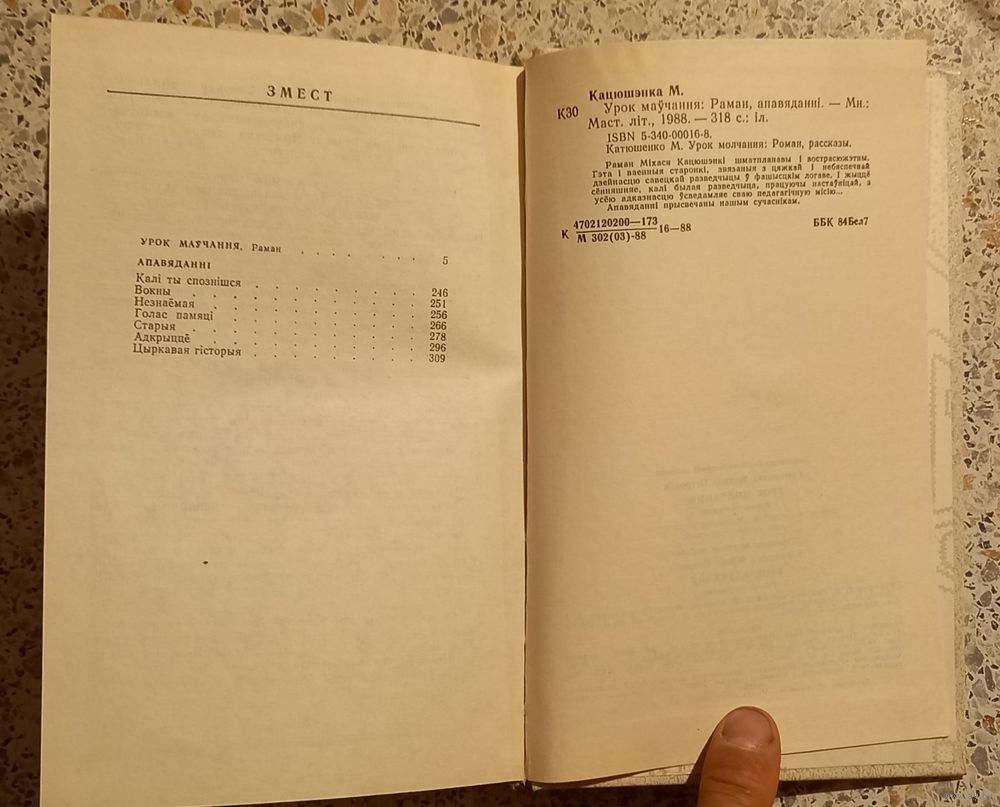 ЗМЕСТ
УРОК МАЎЧАННЯ. Раман . . . . . . 5
АПАВЯДАННІ
Калі ты спознішся . . . . . . . . 246
Вокны . . . . . . . . . . 251
Незнаёмая . . . . . . . . . 256
Голас памяці . . . . . . . . . 266
Старыя . . . . . . . . . . 278
Адкрыццё . . . . . . . . . 296
Цыркавая гісторыя . . . . . . . . 309
Кацюшэнка М.
К30 Урок маўчання: Раман, апавяданні. — Мн.:
Маст. літ., 1988. — 318 с.: іл.
ISBN 5-340-00016-8.
Катюшенко М. Урок молчания: Роман, рассказы.
Раман Міхася Кацюшэнкі шматпланавы і вострасюжэтны.
Гэта і ваенныя старонкі, звязаныя з цяжкай і небяспечнай
дзейнасцю савецкай разведчыцы ў фашысцкім логаве, і жыццё
сённяшняе, калі былая разведчыца, працуючы настаўніцай, з
усёю адказнасцю ўсведамляе сваю педагагічную місію...
Апавяданні прысвечаны нашым сучаснікам.
К 4702120200—173
М 302(03)-88 16—88 ББК 84Бел7